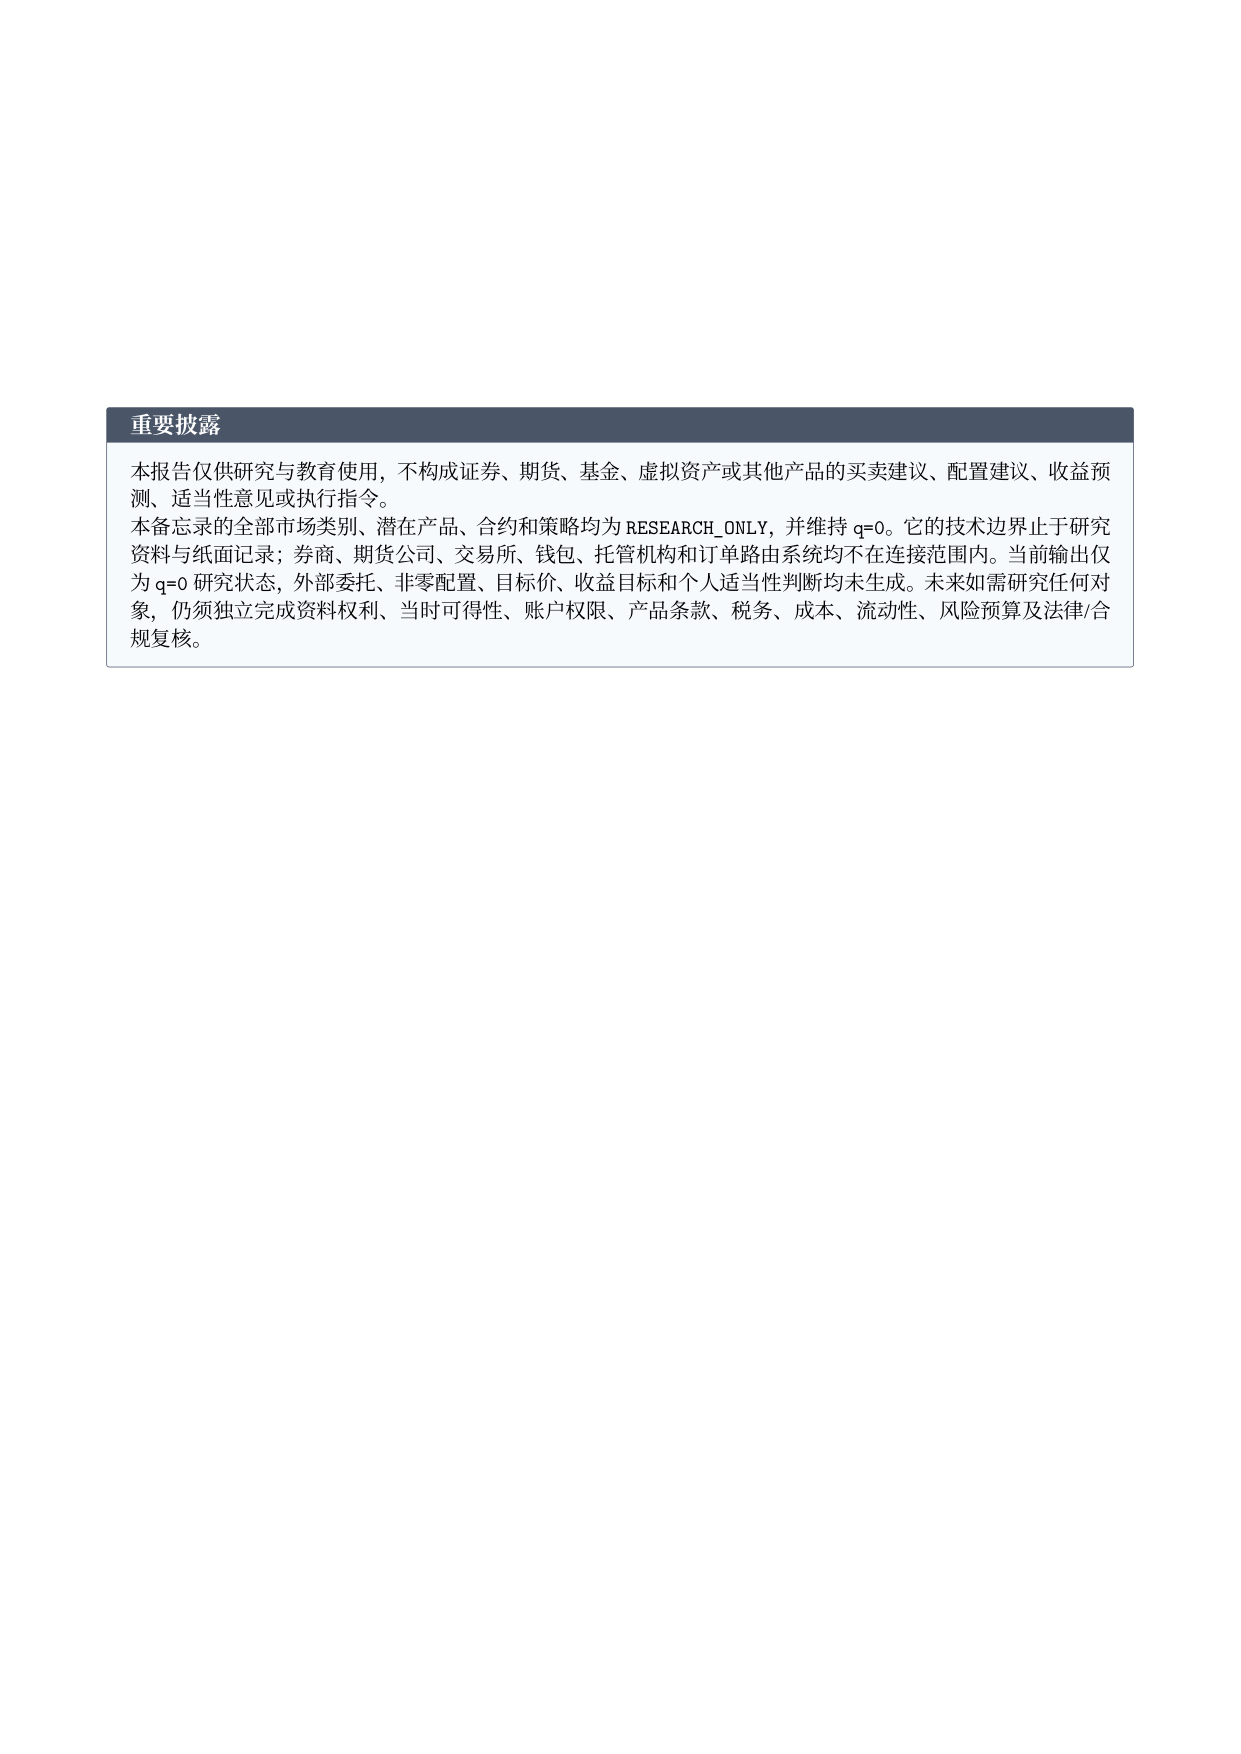 重要披露
本报告仅供研究与教育使用，不构成证券、期货、基金、虚拟资产或其他产品的买卖建议、配置建议、收益预
测、适当性意见或执行指令。
本备忘录的全部市场类别、潜在产品、合约和策略均为 RESEARCH_ONLY，并维持 q=0。它的技术边界止于研究
资料与纸面记录；券商、期货公司、交易所、钱包、托管机构和订单路由系统均不在连接范围内。当前输出仅
为 q=0 研究状态，外部委托、非零配置、目标价、收益目标和个人适当性判断均未生成。未来如需研究任何对
象，仍须独立完成资料权利、当时可得性、账户权限、产品条款、税务、成本、流动性、风险预算及法律/合
规复核。